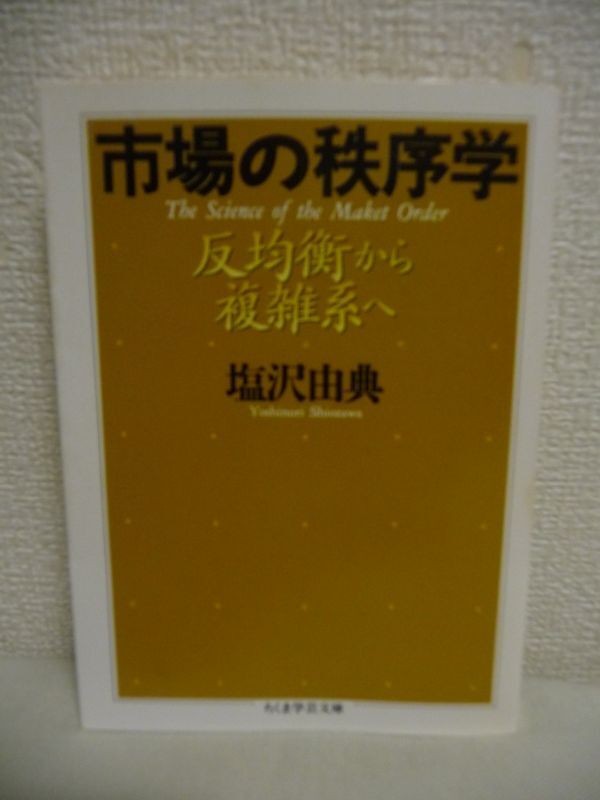 市場の秩序学
The Science of the Maket Order
反均衡から
複雑系へ
塩沢由典
Yoshinori Shiozawa
ちくま学芸文庫